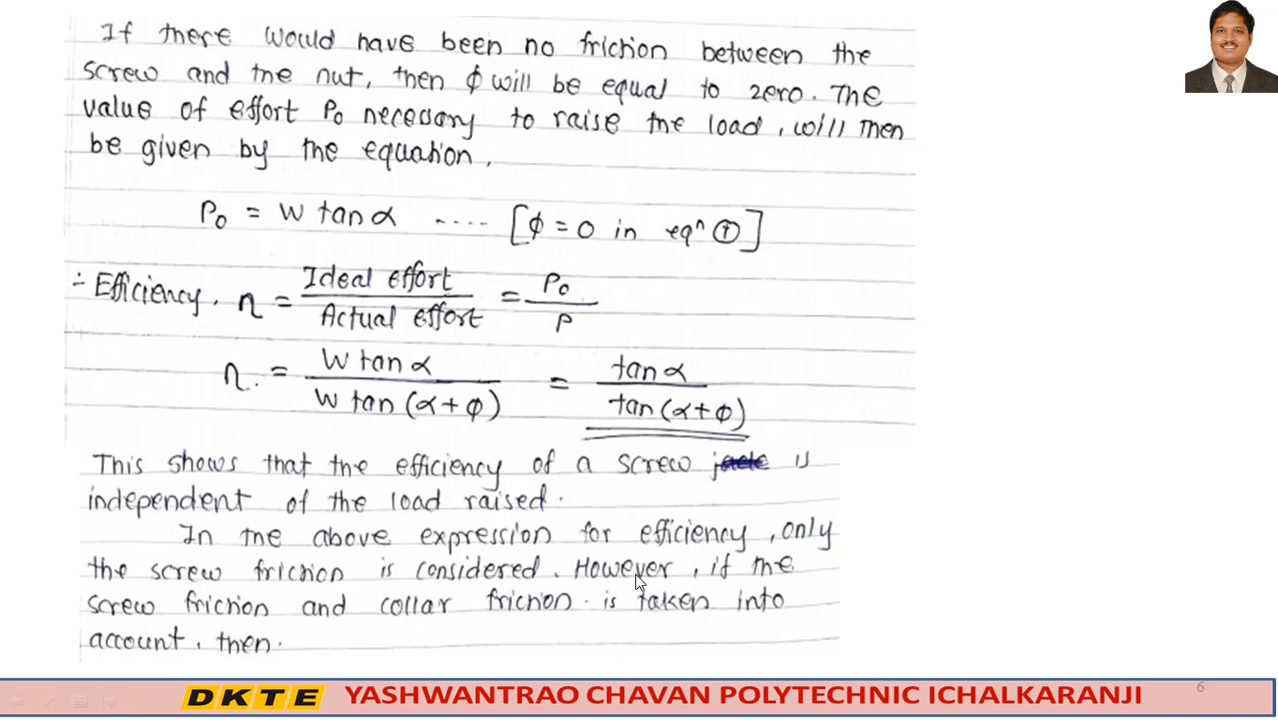 If there would have been no friction between the
screw and the nut, then ϕ will be equal to zero. The
value of effort P₀ necessary to raise the load, will then
be given by the equation,
P₀ = W tanα ..... [ϕ = 0 in eqⁿ ①]
∴ Efficiency, η = Ideal effort / Actual effort = P₀ / P
η = W tanα / W tan(α+ϕ) = tanα / tan(α+ϕ)
This shows that the efficiency of a screw is
independent of the load raised.
In the above expression for efficiency, only
the screw friction is considered. However, if the
screw friction and collar friction is taken into
account, then.
DKTE YASHWANTRAO CHAVAN POLYTECHNIC ICHALKARANJI
6